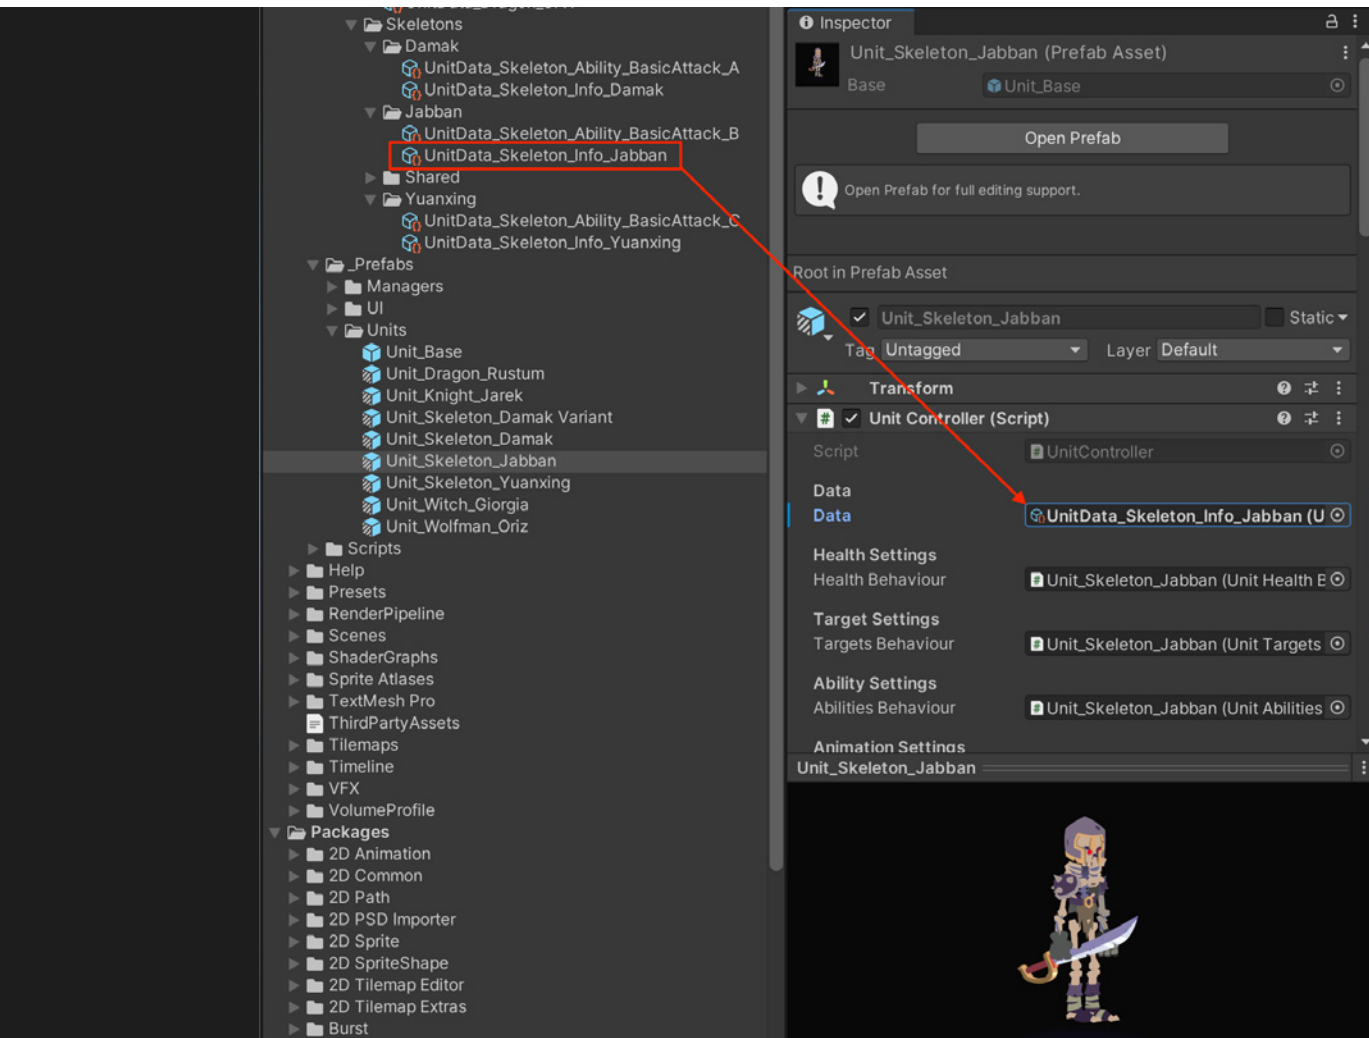 Skeletons
Damak
UnitData_Skeleton_Ability_BasicAttack_A
UnitData_Skeleton_Info_Damak
Jabban
UnitData_Skeleton_Ability_BasicAttack_B
UnitData_Skeleton_Info_Jabban
Shared
Yuanxing
UnitData_Skeleton_Ability_BasicAttack_C
UnitData_Skeleton_Info_Yuanxing
_Prefabs
Managers
UI
Units
Unit_Base
Unit_Dragon_Rustum
Unit_Knight_Jarek
Unit_Skeleton_Damak Variant
Unit_Skeleton_Damak
Unit_Skeleton_Jabban
Unit_Skeleton_Yuanxing
Unit_Witch_Giorgia
Unit_Wolfman_Oriz
Scripts
Help
Presets
RenderPipeline
Scenes
ShaderGraphs
Sprite Atlases
TextMesh Pro
ThirdPartyAssets
Tilemaps
Timeline
VFX
VolumeProfile
Packages
2D Animation
2D Common
2D Path
2D PSD Importer
2D Sprite
2D SpriteShape
2D Tilemap Editor
2D Tilemap Extras
Burst
Inspector
Unit_Skeleton_Jabban (Prefab Asset)
Base Unit_Base
Open Prefab
Open Prefab for full editing support.
Root in Prefab Asset
Unit_Skeleton_Jabban Static
Tag Untagged Layer Default
Transform
Unit Controller (Script)
Script UnitController
Data
Data UnitData_Skeleton_Info_Jabban (U
Health Settings
Health Behaviour Unit_Skeleton_Jabban (Unit Health B
Target Settings
Targets Behaviour Unit_Skeleton_Jabban (Unit Targets
Ability Settings
Abilities Behaviour Unit_Skeleton_Jabban (Unit Abilities
Animation Settings
Unit_Skeleton_Jabban